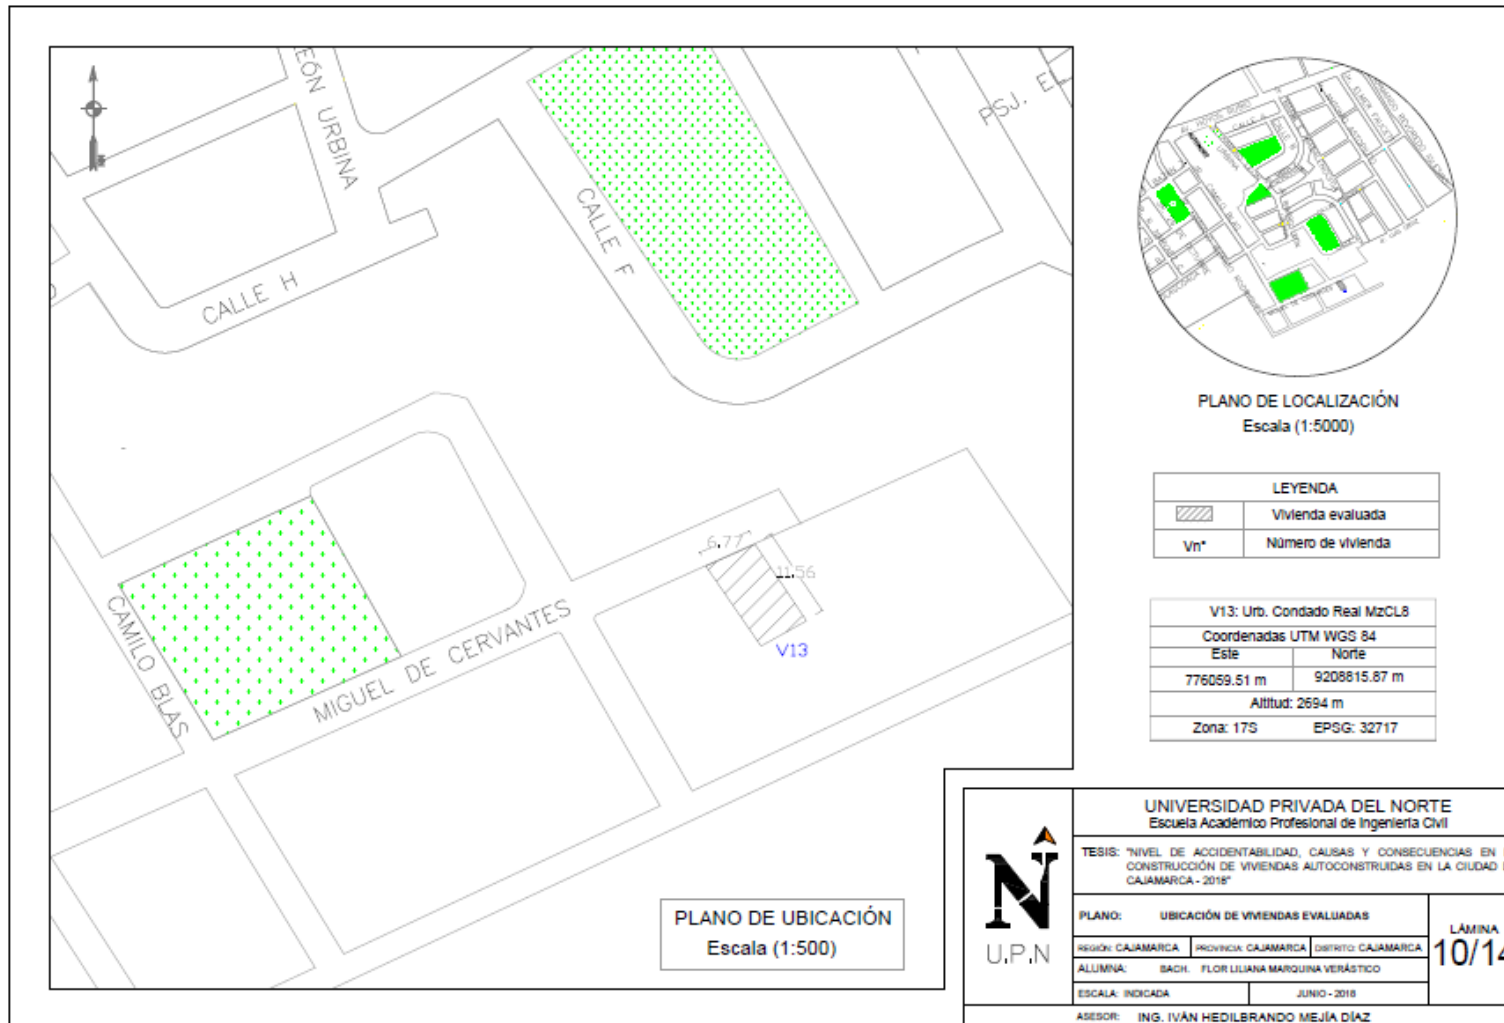 EÓN URBINA
PSJ. E
CALLE F
CALLE H
CAMILO BLAS
MIGUEL DE CERVANTES
6.77
11.56
V13
PLANO DE UBICACIÓN
Escala (1:500)
CALLE A
URBINA
CAMILO BLAS
PLANO DE LOCALIZACIÓN
Escala (1:5000)
LEYENDA
Vivienda evaluada
Vn° Número de vivienda
V13: Urb. Condado Real MzCL8
Coordenadas UTM WGS 84
Este Norte
776059.51 m 9208815.87 m
Altitud: 2694 m
Zona: 17S EPSG: 32717
U.P.N
UNIVERSIDAD PRIVADA DEL NORTE
Escuela Académico Profesional de Ingeniería Civil
TESIS: "NIVEL DE ACCIDENTABILIDAD, CAUSAS Y CONSECUENCIAS EN
CONSTRUCCIÓN DE VIVIENDAS AUTOCONSTRUIDAS EN LA CIUDAD
CAJAMARCA - 2018"
PLANO: UBICACIÓN DE VIVIENDAS EVALUADAS
REGIÓN: CAJAMARCA PROVINCIA: CAJAMARCA DISTRITO: CAJAMARCA
ALUMNA: BACH. FLOR LILIANA MARQUINA VERÁSTICO
ESCALA: INDICADA JUNIO - 2018
LÁMINA
10/14
ASESOR: ING. IVÁN HEDILBRANDO MEJÍA DÍAZ